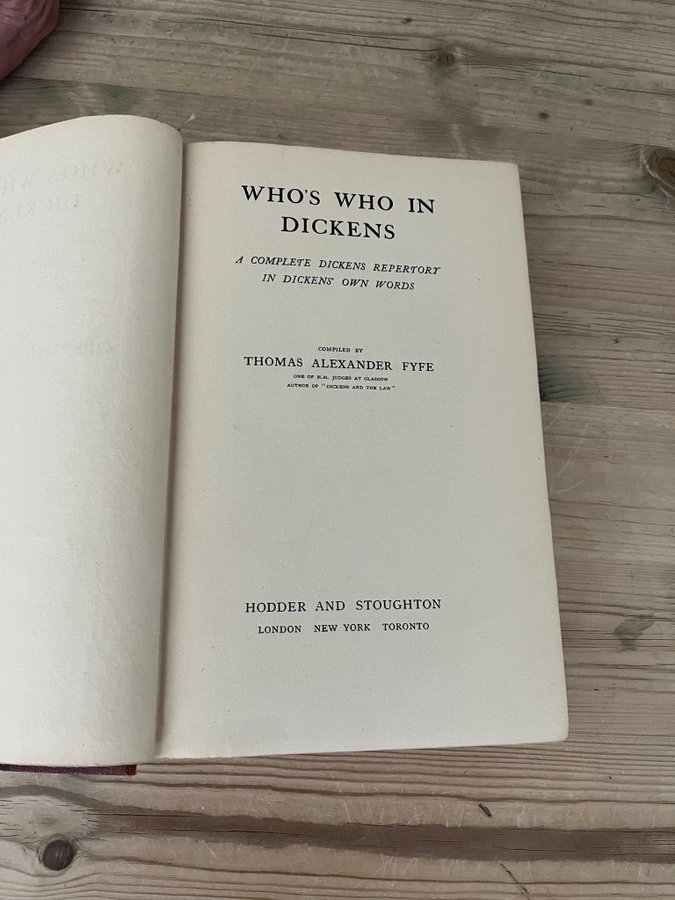 WHO'S WHO IN
DICKENS
A COMPLETE DICKENS REPERTORY
IN DICKENS' OWN WORDS
COMPILED BY
THOMAS ALEXANDER FYFE
ONE OF H.M. JUDGES AT GLASGOW
AUTHOR OF "DICKENS AND THE LAW"
HODDER AND STOUGHTON
LONDON NEW YORK TORONTO